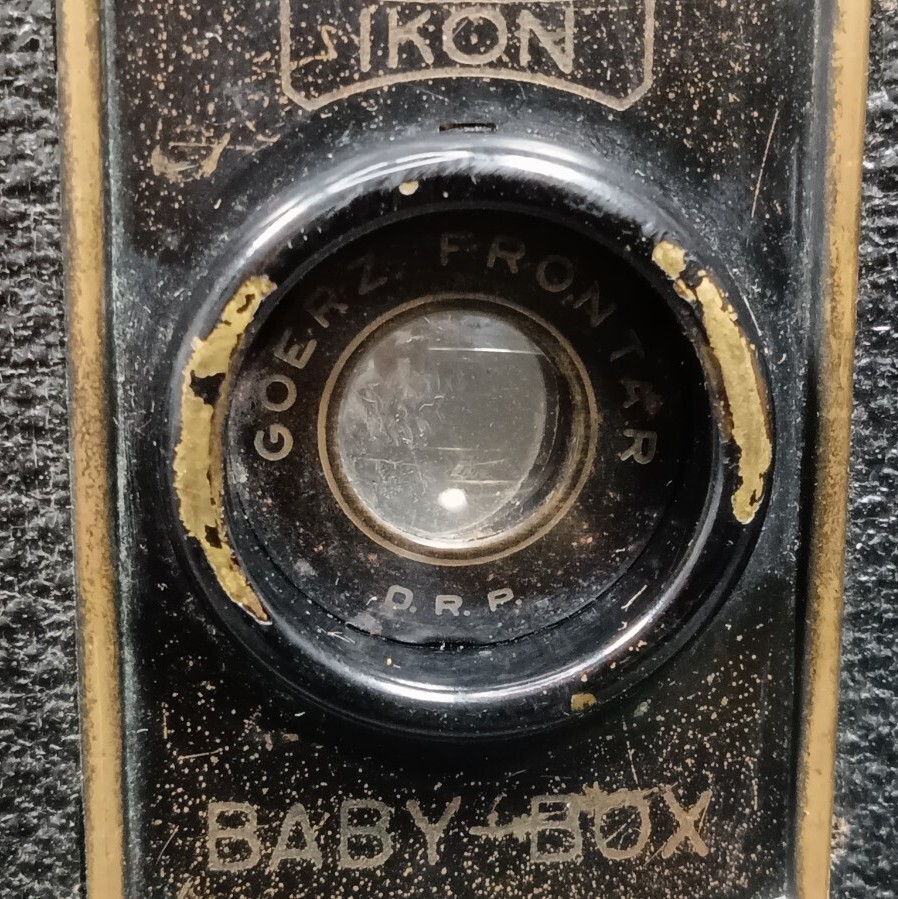 IKON
GOERZ FRONTAR
D.R.P.
BABY-BOX